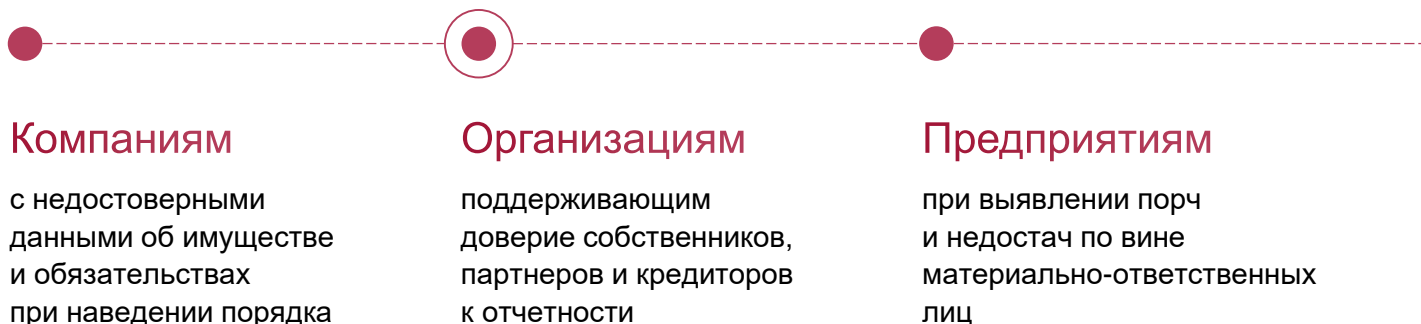 Компаниям
с недостоверными
данными об имуществе
и обязательствах
при наведении порядка
Организациям
поддерживающим
доверие собственников,
партнеров и кредиторов
к отчетности
Предприятиям
при выявлении порч
и недостач по вине
материально-ответственных
лиц